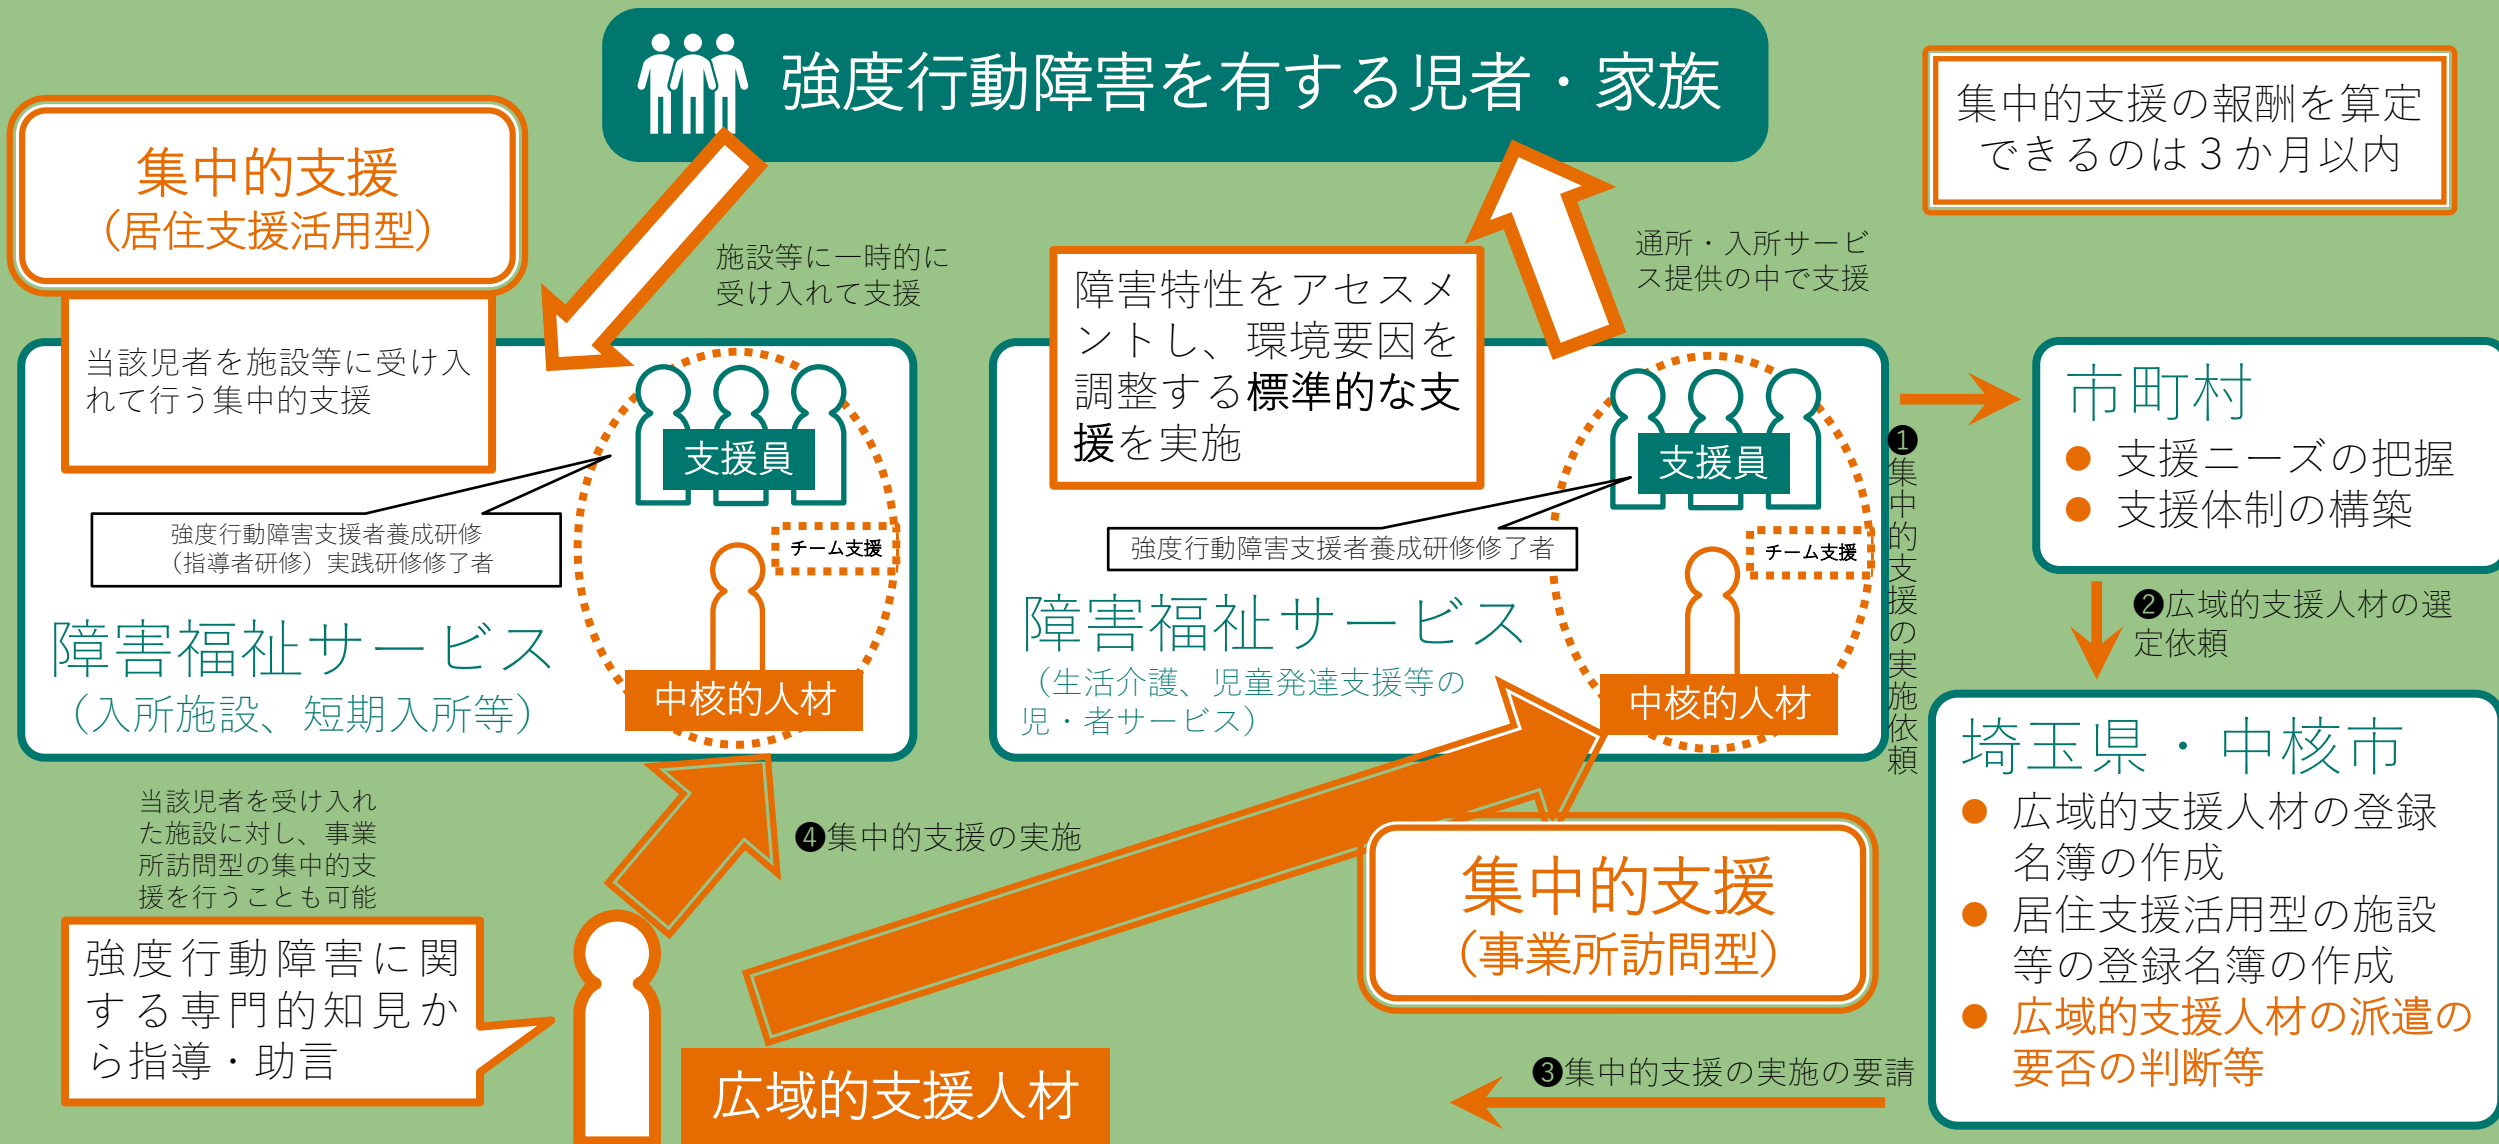 強度行動障害を有する児者・家族
集中的支援の報酬を算定
できるのは３か月以内
集中的支援
（居住支援活用型）
当該児者を施設等に受け入
れて行う集中的支援
施設等に一時的に
受け入れて支援
支援員
チーム支援
強度行動障害支援者養成研修
（指導者研修）実践研修修了者
障害福祉サービス
（入所施設、短期入所等）
中核的人材
障害特性をアセスメ
ントし、環境要因を
調整する標準的な支
援を実施
通所・入所サービ
ス提供の中で支援
支援員
チーム支援
強度行動障害支援者養成研修修了者
障害福祉サービス
（生活介護、児童発達支援等の
児・者サービス）
中核的人材
❶集中的支援の実施依頼
市町村
● 支援ニーズの把握
● 支援体制の構築
❷広域的支援人材の選
定依頼
埼玉県・中核市
● 広域的支援人材の登録
名簿の作成
● 居住支援活用型の施設
等の登録名簿の作成
● 広域的支援人材の派遣の
要否の判断等
❸集中的支援の実施の要請
集中的支援
（事業所訪問型）
❹集中的支援の実施
当該児者を受け入れ
た施設に対し、事業
所訪問型の集中的支
援を行うことも可能
強度行動障害に関
する専門的知見か
ら指導・助言
広域的支援人材